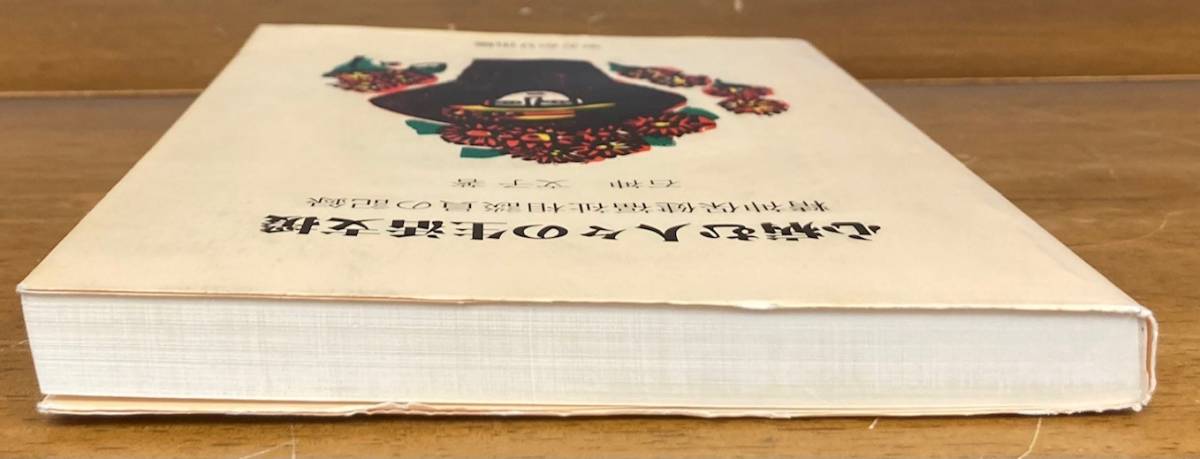 心病む人々の生活支援
精神保健福祉相談員の記録
石神 文子 著